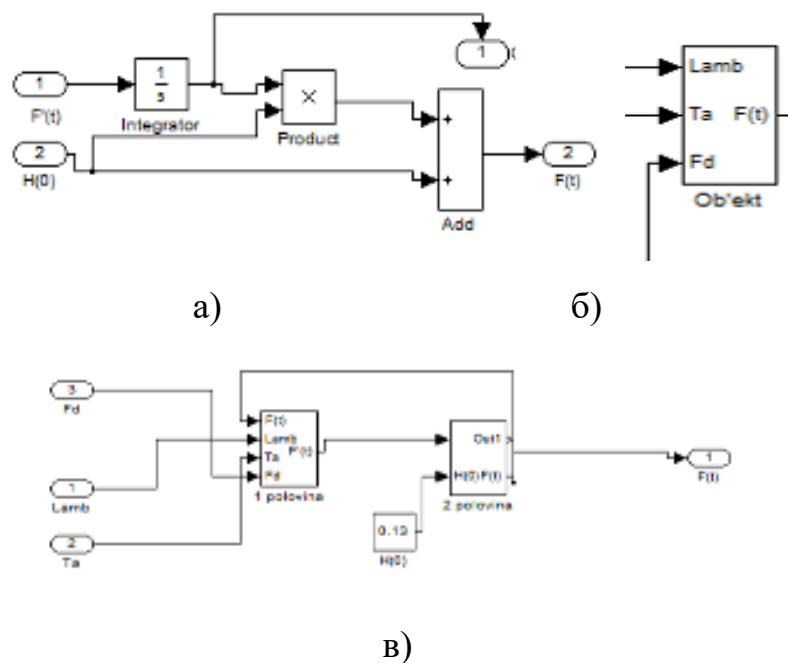 1
F'(t)
1
s
Integrator
×
Product
1
2
H(0)
+
+
Add
2
F(t)
Lamb
Ta F(t)
Fd
Ob'ekt
а)
б)
3
Fd
1
Lamb
2
Ta
F(t)
Lamb
F'(t)
Ta
Fd
1 polovina
0.13
H(0)
Out1
H(0) F(t)
2 polovina
1
F(t)
в)